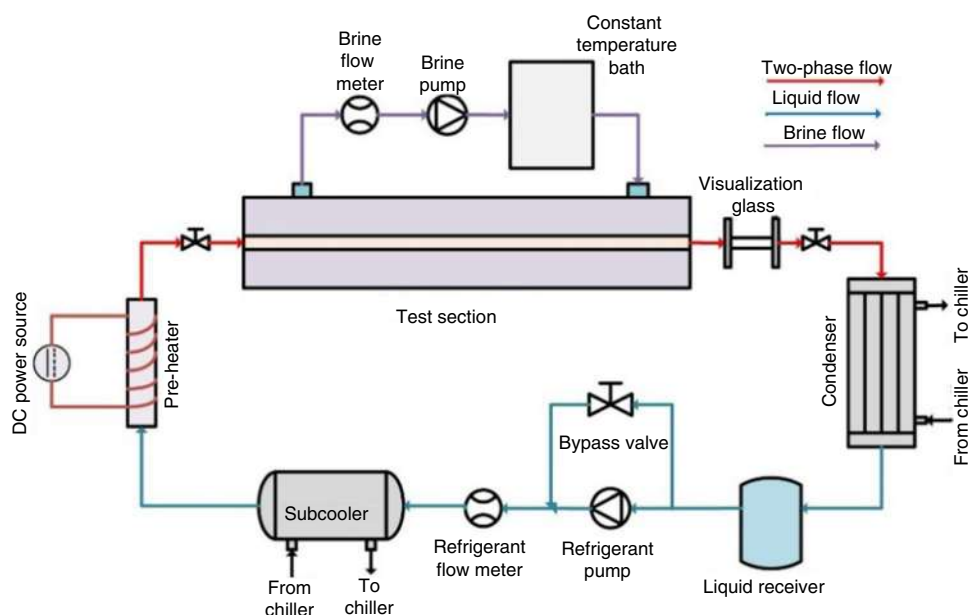 Constant
temperature
bath
Brine
flow
meter
Brine
pump
Two-phase flow
Liquid flow
Brine flow
Visualization
glass
Test section
DC power source
Pre-heater
Condenser
To chiller
From chiller
Bypass valve
Subcooler
Refrigerant
flow meter
Refrigerant
pump
Liquid receiver
From
chiller
To
chiller